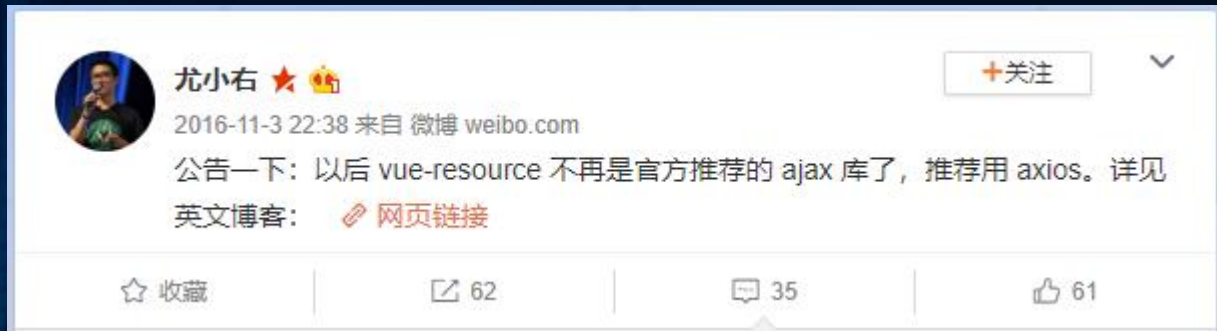 尤小右
+关注
2016-11-3 22:38 来自 微博 weibo.com
公告一下：以后 vue-resource 不再是官方推荐的 ajax 库了，推荐用 axios。详见
英文博客： 网页链接
收藏 62 35 61